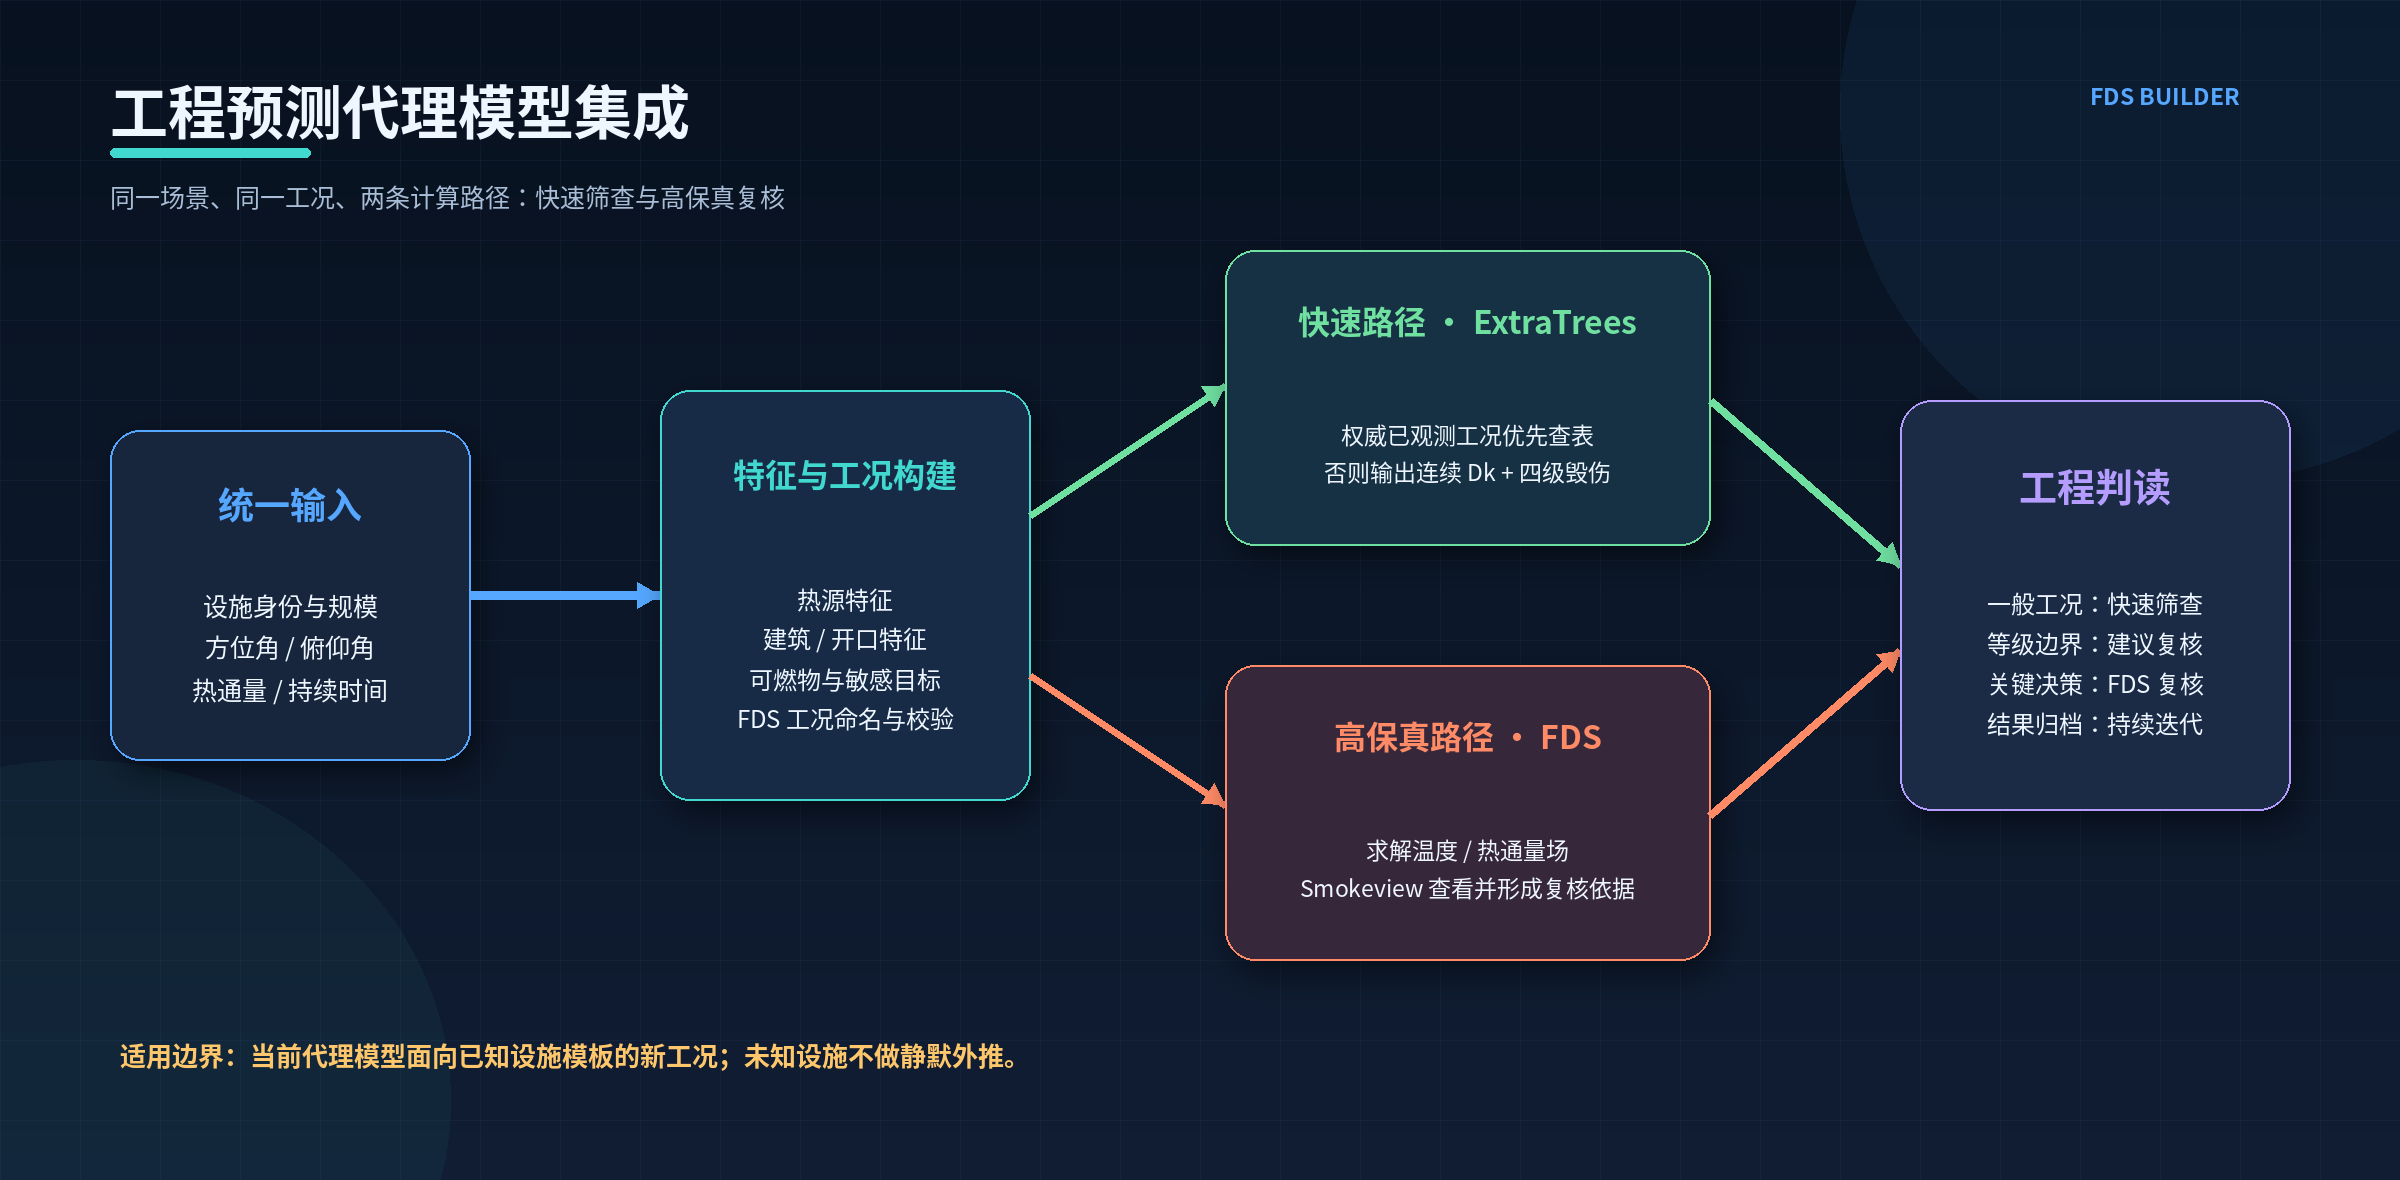 工程预测代理模型集成
FDS BUILDER
同一场景、同一工况、两条计算路径：快速筛查与高保真复核
统一输入
设施身份与规模
方位角 / 俯仰角
热通量 / 持续时间
特征与工况构建
热源特征
建筑 / 开口特征
可燃物与敏感目标
FDS 工况命名与校验
快速路径 · ExtraTrees
权威已观测工况优先查表
否则输出连续 Dk + 四级毁伤
高保真路径 · FDS
求解温度 / 热通量场
Smokeview 查看并形成复核依据
工程判读
一般工况：快速筛查
等级边界：建议复核
关键决策：FDS 复核
结果归档：持续迭代
适用边界：当前代理模型面向已知设施模板的新工况；未知设施不做静默外推。